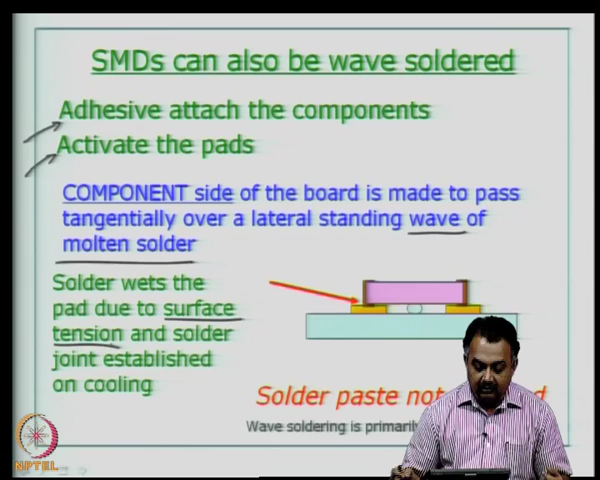 SMDs can also be wave soldered
Adhesive attach the components
Activate the pads
COMPONENT side of the board is made to pass
tangentially over a lateral standing wave of
molten solder
Solder wets the
pad due to surface
tension and solder
joint established
on cooling
Solder paste not
Wave soldering is primarily
NPTEL